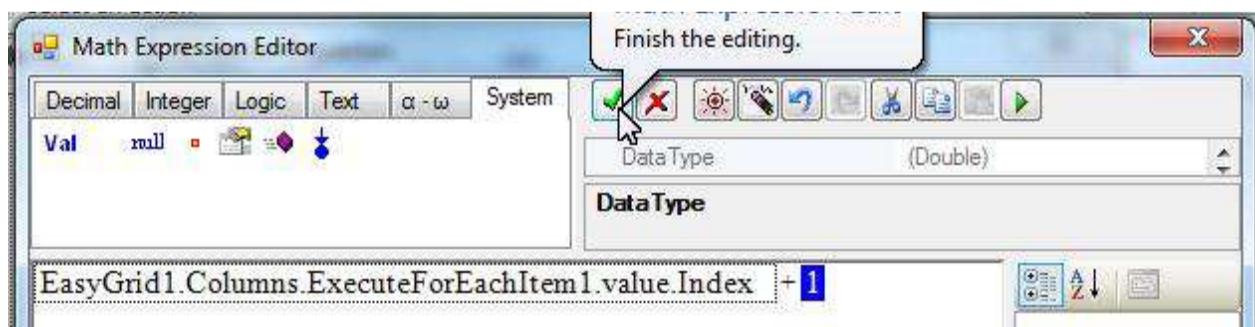 Math Expression Editor
Finish the editing.
Decimal Integer Logic Text α - ω System
Val null
DataType (Double)
DataType
EasyGrid1.Columns.ExecuteForEachItem1.value.Index + 1